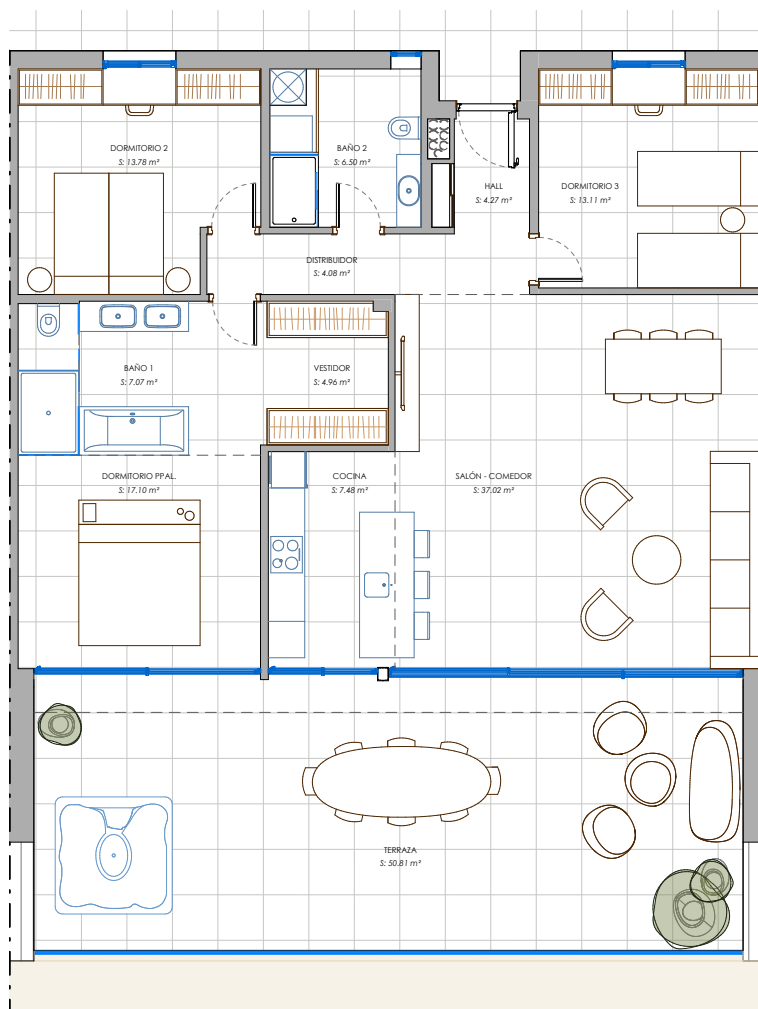 DORMITORIO 2
S: 13.78 m²
BAÑO 2
S: 6.50 m²
HALL
S: 4.27 m²
DORMITORIO 3
S: 13.11 m²
DISTRIBUIDOR
S: 4.08 m²
BAÑO 1
S: 7.07 m²
VESTIDOR
S: 4.96 m²
DORMITORIO PPAL.
S: 17.10 m²
COCINA
S: 7.48 m²
SALÓN - COMEDOR
S: 37.02 m²
TERRAZA
S: 50.81 m²